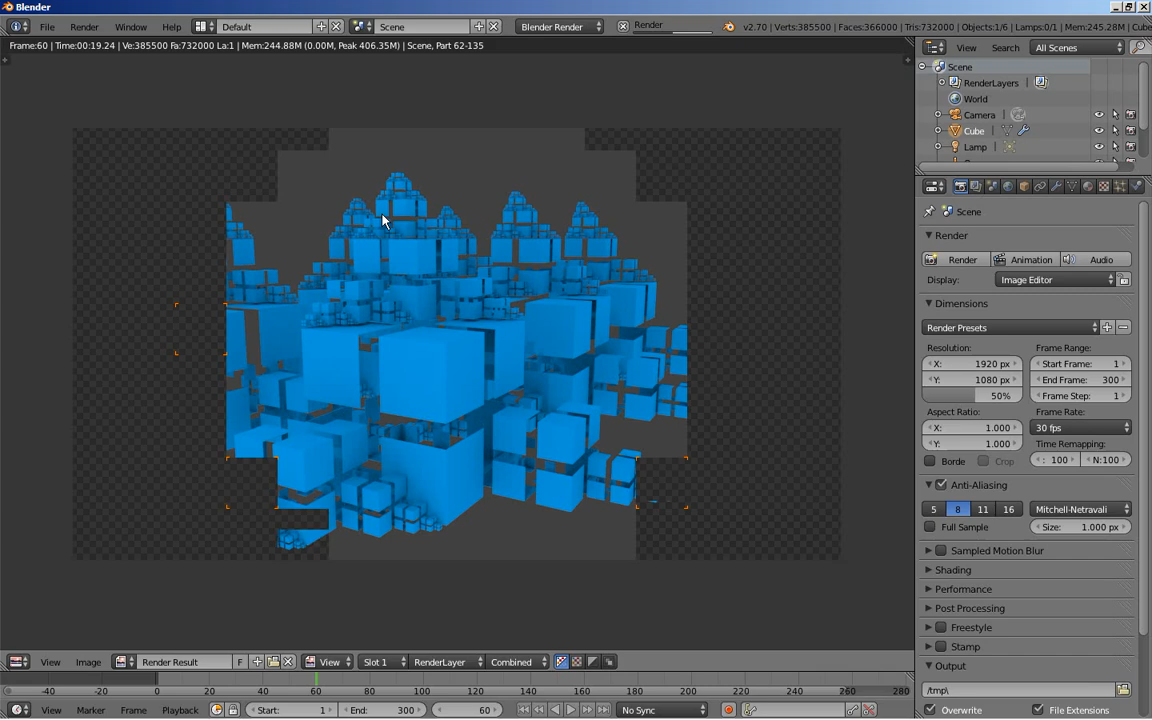 Blender
File Render Window Help Default Scene Blender Render Render v2.70 | Verts:385500 | Faces:366000 | Tris:732000 | Objects:1/6 | Lamps:0/1 | Mem:245.28M | Cube
Frame:60 | Time:00:19.24 | Ve:385500 Fa:732000 La:1 | Mem:244.88M (0.00M, Peak 406.35M) | Scene, Part 62-135
View Search All Scenes
Scene
RenderLayers
World
Camera
Cube
Lamp
Scene
Render
Render Animation Audio
Display: Image Editor
Dimensions
Render Presets
Resolution: Frame Range:
X: 1920 px Start Frame: 1
Y: 1080 px End Frame: 300
50% Frame Step: 1
Aspect Ratio: Frame Rate:
X: 1.000 30 fps
Y: 1.000 Time Remapping:
Borde Crop : 100 N:100
Anti-Aliasing
5 8 11 16 Mitchell-Netravali
Full Sample Size: 1.000 px
Sampled Motion Blur
Shading
Performance
Post Processing
Freestyle
Stamp
Output
/tmp\
Overwrite File Extensions
View Image Render Result F View Slot 1 RenderLayer Combined
-40 -20 0 20 40 60 80 100 120 140 160 180 200 220 240 260 280
View Marker Frame Playback Start: 1 End: 300 60 No Sync